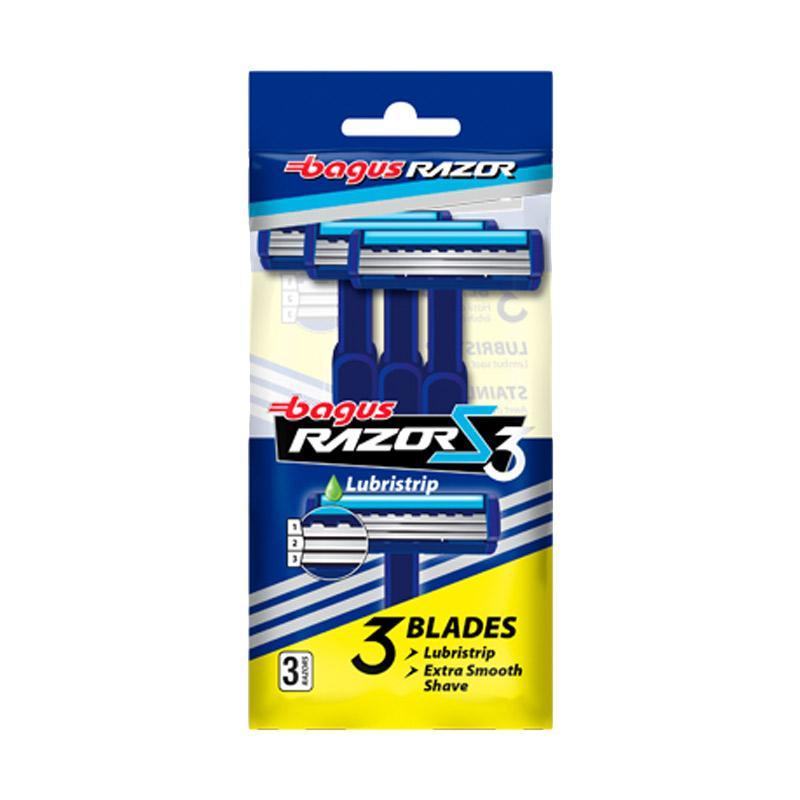 bagus RAZOR
bagus
RAZOR S3
Lubristrip
1
2
3
3 BLADES
Lubristrip
Extra Smooth
Shave
3 RAZORS